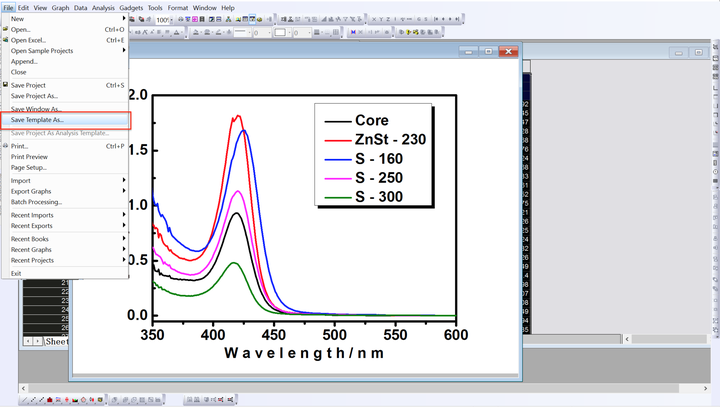 File Edit View Graph Data Analysis Gadgets Tools Format Window Help
New
Open... Ctrl+O
Open Excel... Ctrl+E
Open Sample Projects
Append...
Close
Save Project Ctrl+S
Save Project As...
Save Window As...
Save Template As...
Save Project As Analysis Template...
Print... Ctrl+P
Print Preview
Page Setup...
Import
Export Graphs
Batch Processing...
Recent Imports
Recent Exports
Recent Books
Recent Graphs
Recent Projects
Exit
100%
2.0
1.5
1.0
0.5
0.0
350 400 450 500 550 600
Wavelength/nm
Core
ZnSt - 230
S - 160
S - 250
S - 300
22
23
24
25
26
27
Sheet